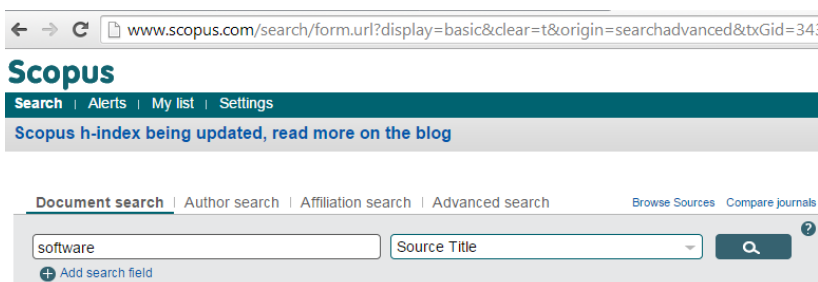 www.scopus.com/search/form.url?display=basic&clear=t&origin=searchadvanced&txGid=343
Scopus
Search | Alerts | My list | Settings
Scopus h-index being updated, read more on the blog
Document search | Author search | Affiliation search | Advanced search Browse Sources Compare journals
software Source Title ?
Add search field